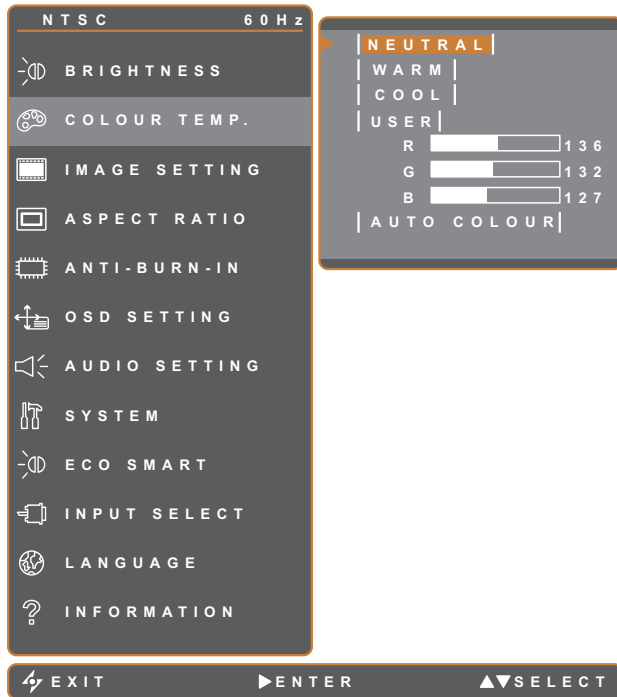 NTSC 60Hz
BRIGHTNESS
COLOUR TEMP.
IMAGE SETTING
ASPECT RATIO
ANTI-BURN-IN
OSD SETTING
AUDIO SETTING
SYSTEM
ECO SMART
INPUT SELECT
LANGUAGE
INFORMATION
NEUTRAL
WARM
COOL
USER
R 136
G 132
B 127
AUTO COLOUR
EXIT ENTER SELECT